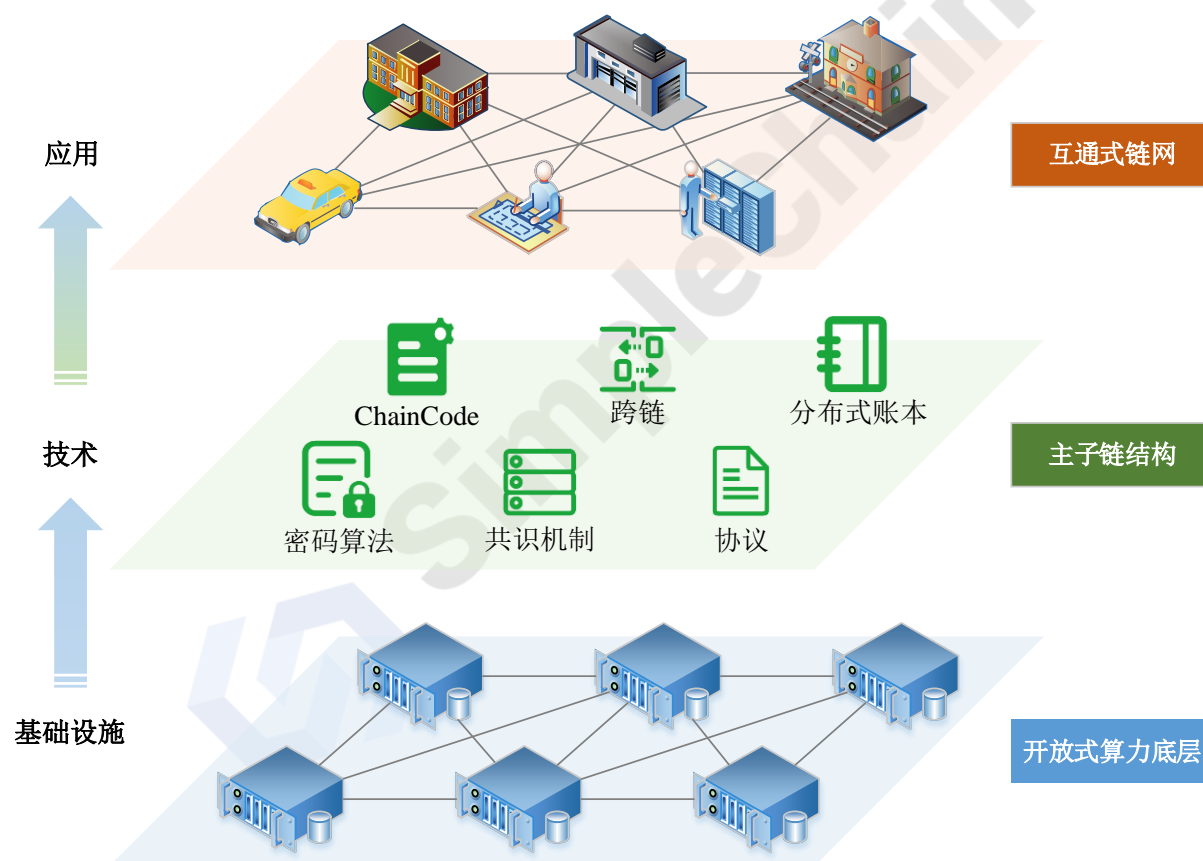 应用
互通式链网
ChainCode
跨链
分布式账本
技术
主子链结构
密码算法
共识机制
协议
基础设施
开放式算力底层
Simplechain